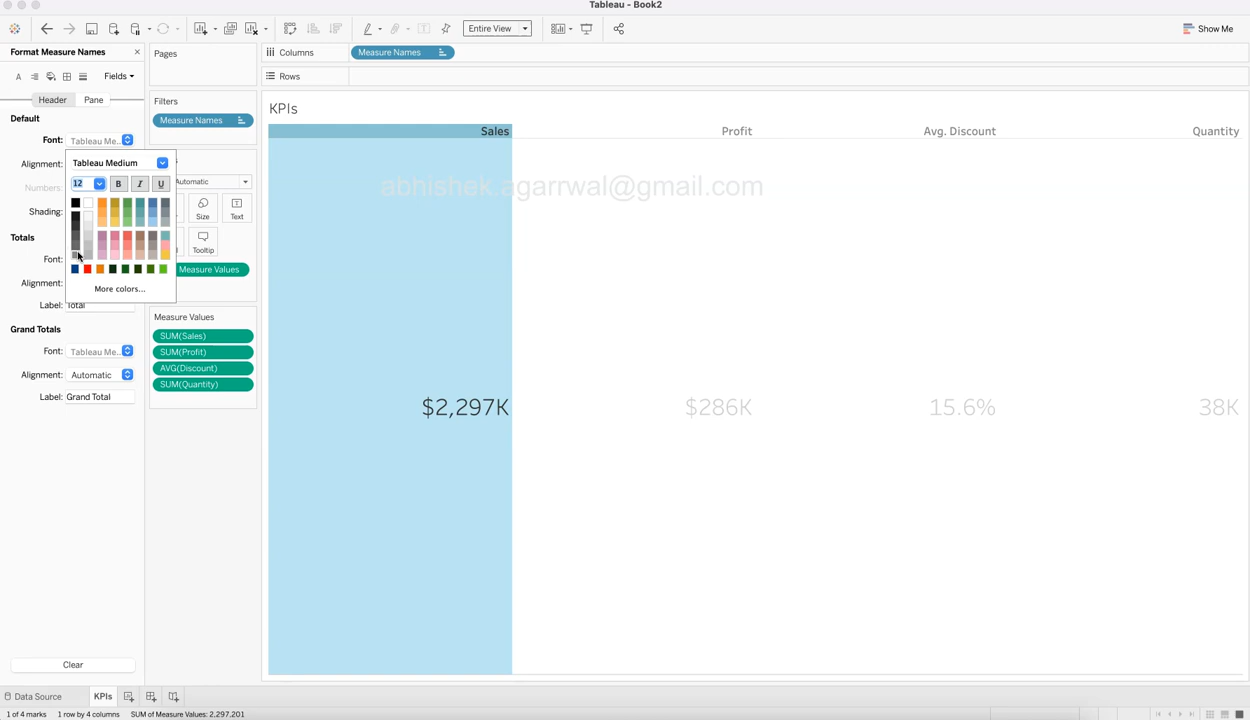 Tableau - Book2
Entire View
Show Me
Format Measure Names
Fields
Header
Pane
Default
Font: Tableau Me...
Alignment:
Numbers:
Shading:
Totals
Font:
Alignment:
Label: Total
Grand Totals
Font: Tableau Me...
Alignment: Automatic
Label: Grand Total
Clear
Tableau Medium
12
B
I
U
More colors...
Pages
Filters
Measure Names
Automatic
Size
Text
Tooltip
Measure Values
Measure Values
SUM(Sales)
SUM(Profit)
AVG(Discount)
SUM(Quantity)
Columns
Measure Names
Rows
KPIs
Sales Profit Avg. Discount Quantity
abhishek.agarrwal@gmail.com
$2,297K $286K 15.6% 38K
Data Source
KPIs
1 of 4 marks 1 row by 4 columns SUM of Measure Values: 2,297,201